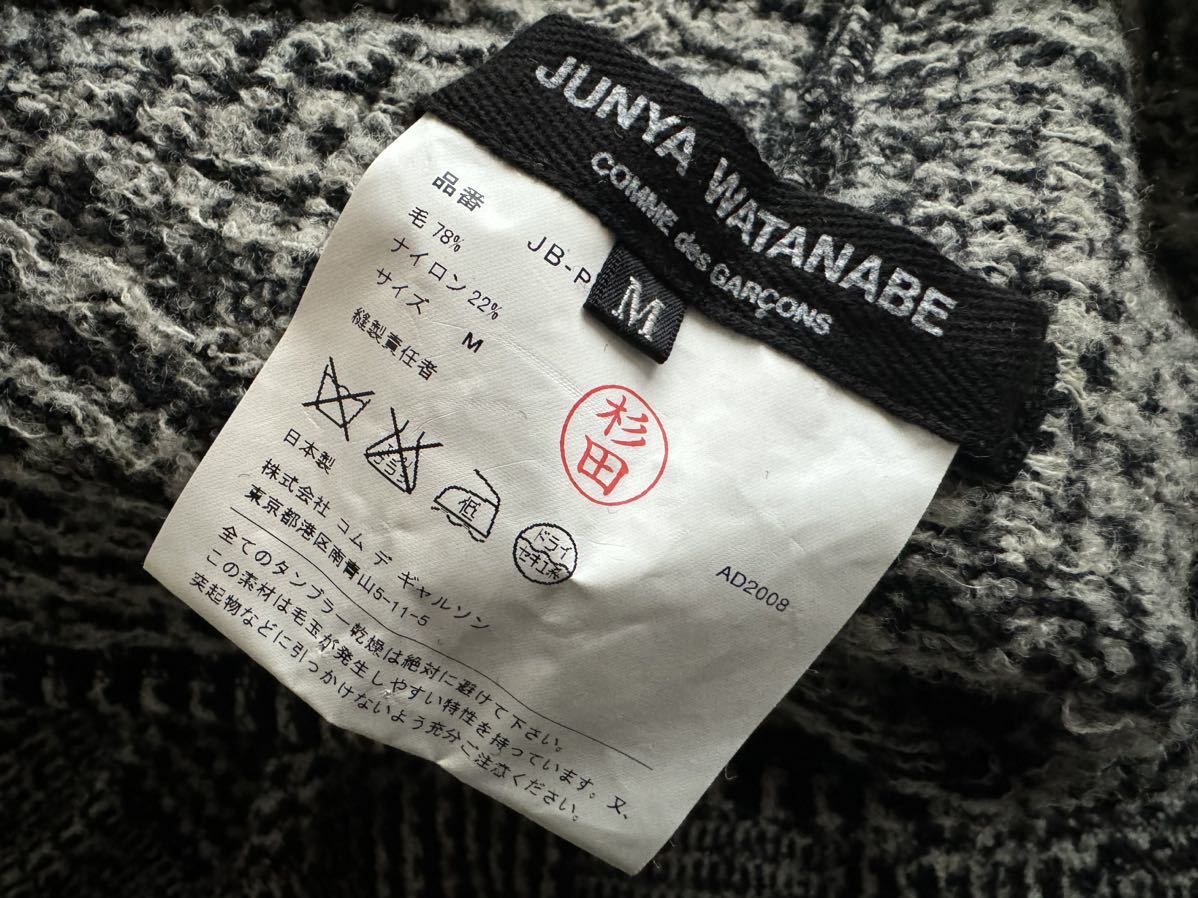 JUNYA WATANABE
COMME des GARÇONS
M
品番 JB-P
毛 78%
ナイロン 22%
サイズ M
縫製責任者
杉田
低
ドライ
セキユ系
日本製
株式会社 コム デ ギャルソン
東京都港区南青山5-11-5
AD2008
全てのタンブラー乾燥は絶対に避けて下さい。
この素材は毛玉が発生しやすい特性を持っています。又、
突起物などに引っかけないよう充分ご注意ください。